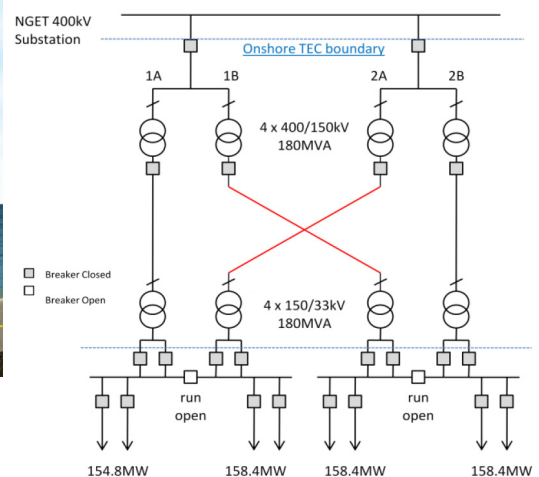 NGET 400kV
Substation
Onshore TEC boundary
1A
1B
2A
2B
4 x 400/150kV
180MVA
Breaker Closed
Breaker Open
4 x 150/33kV
180MVA
run
open
run
open
154.8MW
158.4MW
158.4MW
158.4MW